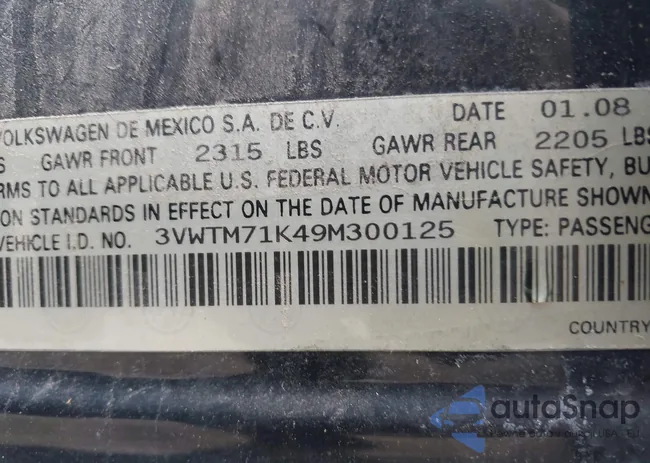 VOLKSWAGEN DE MEXICO S.A. DE C.V. DATE 01.08
S GAWR FRONT 2315 LBS GAWR REAR 2205 LBS
RMS TO ALL APPLICABLE U.S. FEDERAL MOTOR VEHICLE SAFETY, BU
ON STANDARDS IN EFFECT ON THE DATE OF MANUFACTURE SHOWN
VEHICLE I.D. NO. 3VWTM71K49M300125 TYPE: PASSENG
COUNTRY
autoSnap